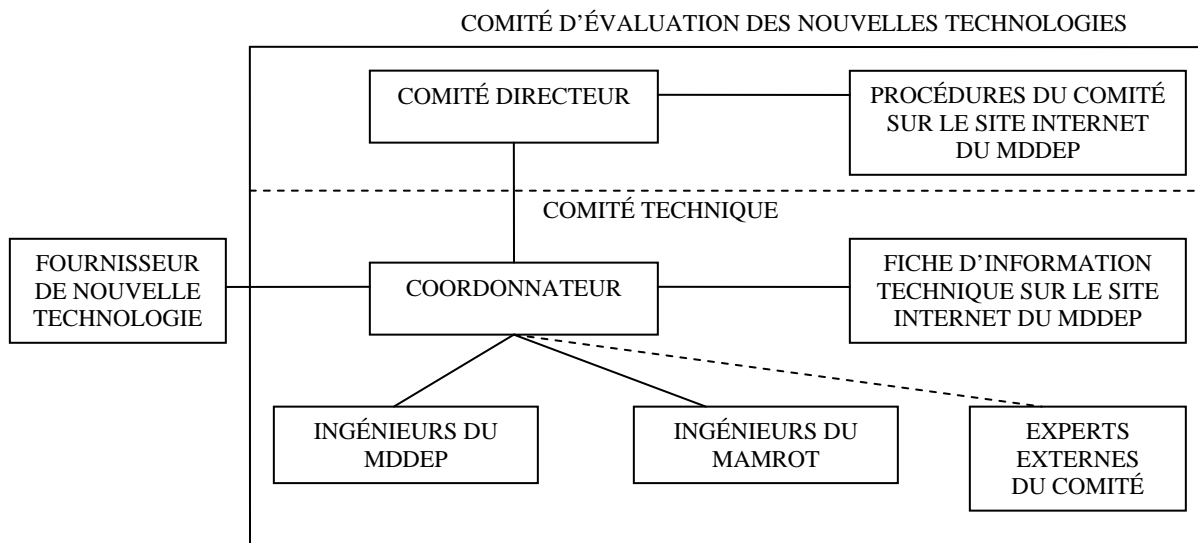 COMITÉ D’ÉVALUATION DES NOUVELLES TECHNOLOGIES
COMITÉ DIRECTEUR
PROCÉDURES DU COMITÉ
SUR LE SITE INTERNET
DU MDDEP
COMITÉ TECHNIQUE
FOURNISSEUR
DE NOUVELLE
TECHNOLOGIE
COORDONNATEUR
FICHE D’INFORMATION
TECHNIQUE SUR LE SITE
INTERNET DU MDDEP
INGÉNIEURS DU
MDDEP
INGÉNIEURS DU
MAMROT
EXPERTS
EXTERNES
DU COMITÉ